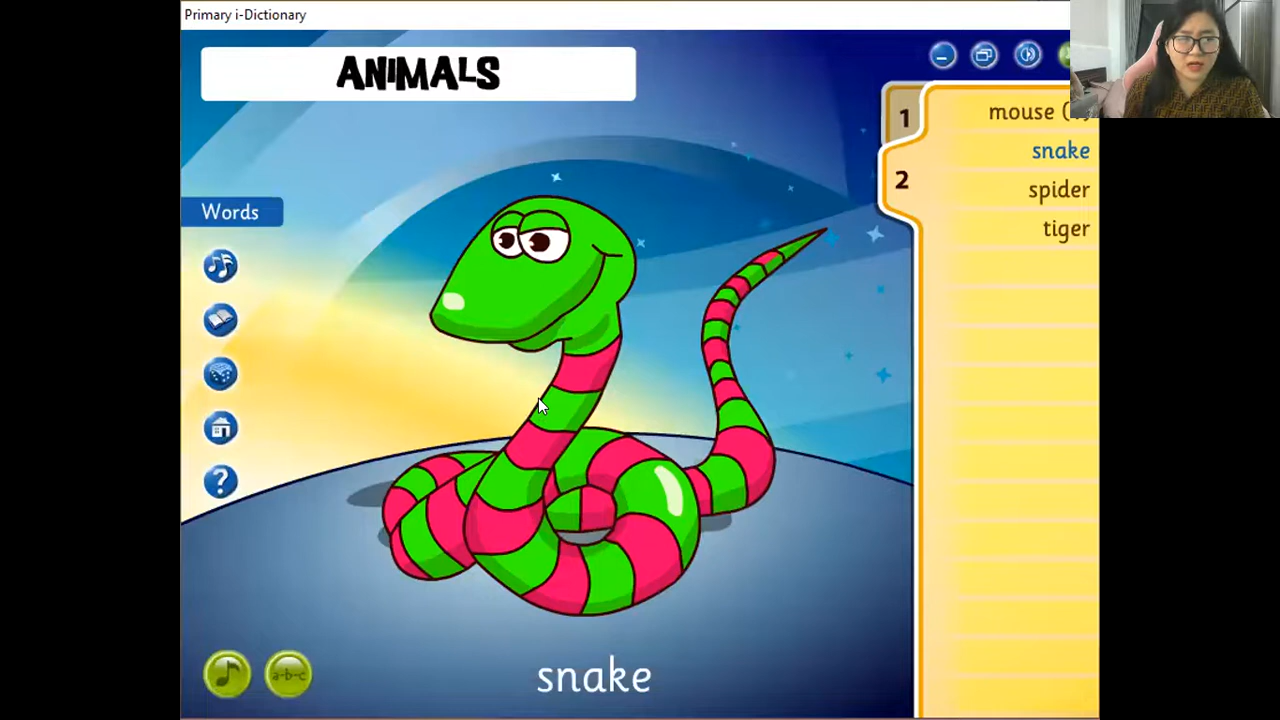 Primary i-Dictionary
ANIMALS
1
mouse
snake
2
spider
tiger
Words
?
a-b-c
snake